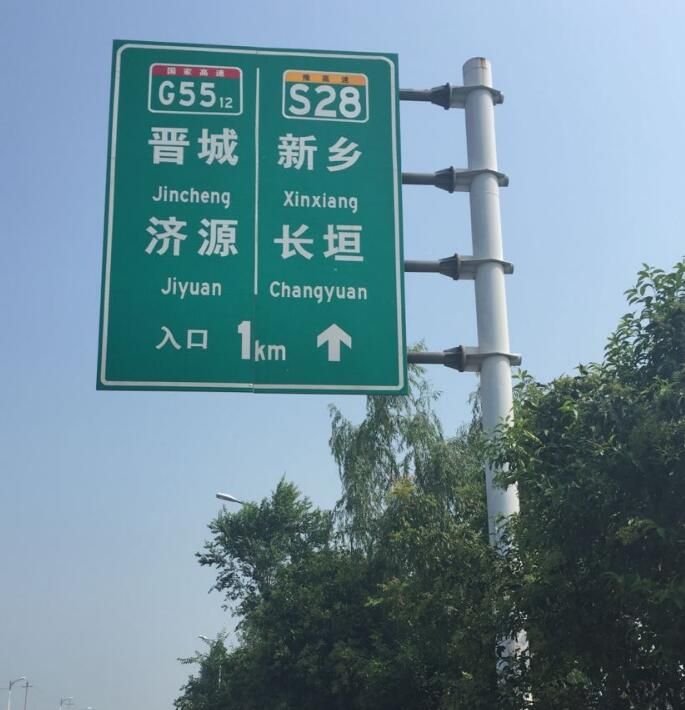 国家高速
G5512
晋城
Jincheng
济源
Jiyuan
豫高速
S28
新乡
Xinxiang
长垣
Changyuan
入口 1km